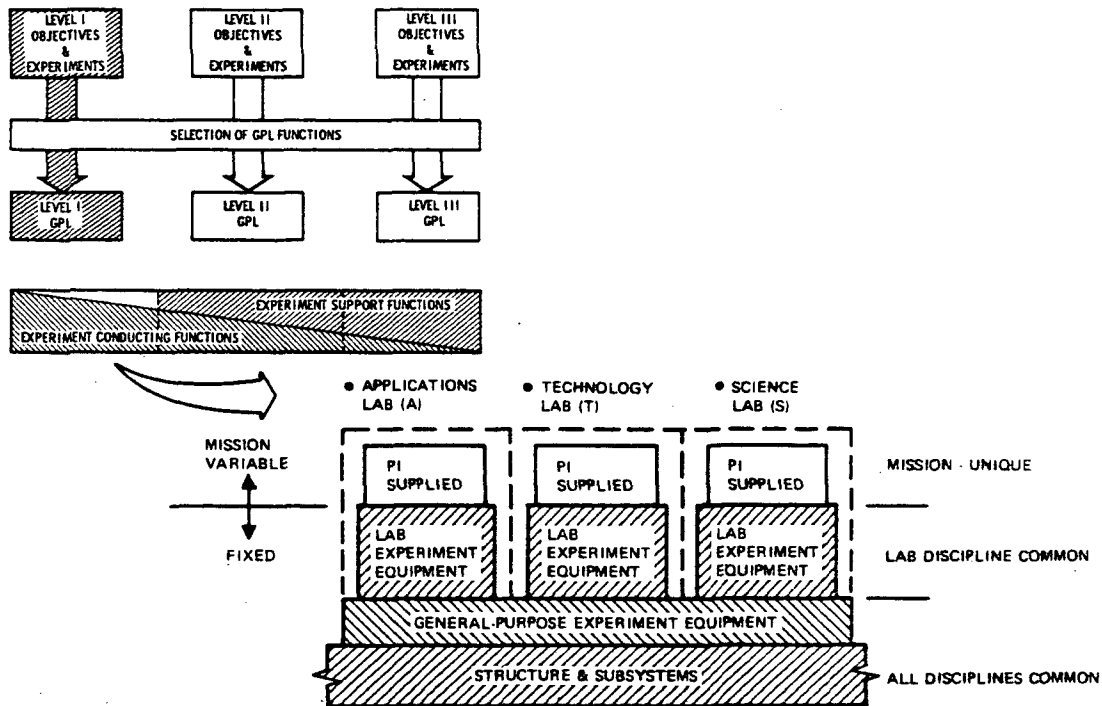 LEVEL I
OBJECTIVES
&
EXPERIMENTS
LEVEL II
OBJECTIVES
&
EXPERIMENTS
LEVEL III
OBJECTIVES
&
EXPERIMENTS
SELECTION OF GPL FUNCTIONS
LEVEL I
GPL
LEVEL II
GPL
LEVEL III
GPL
EXPERIMENT SUPPORT FUNCTIONS
EXPERIMENT CONDUCTING FUNCTIONS
• APPLICATIONS
LAB (A)
• TECHNOLOGY
LAB (T)
• SCIENCE
LAB (S)
MISSION
VARIABLE
FIXED
PI
SUPPLIED
PI
SUPPLIED
PI
SUPPLIED
MISSION - UNIQUE
LAB
EXPERIMENT
EQUIPMENT
LAB
EXPERIMENT
EQUIPMENT
LAB
EXPERIMENT
EQUIPMENT
LAB DISCIPLINE COMMON
GENERAL-PURPOSE EXPERIMENT EQUIPMENT
STRUCTURE & SUBSYSTEMS
ALL DISCIPLINES COMMON